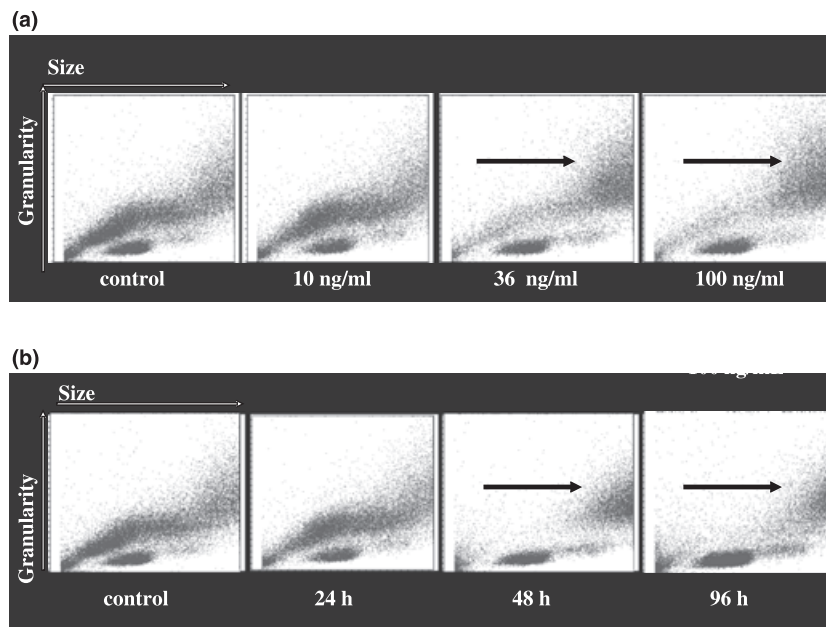 (a)
Size
Granularity
control
10 ng/ml
36 ng/ml
100 ng/ml
(b)
Size
Granularity
control
24 h
48 h
96 h